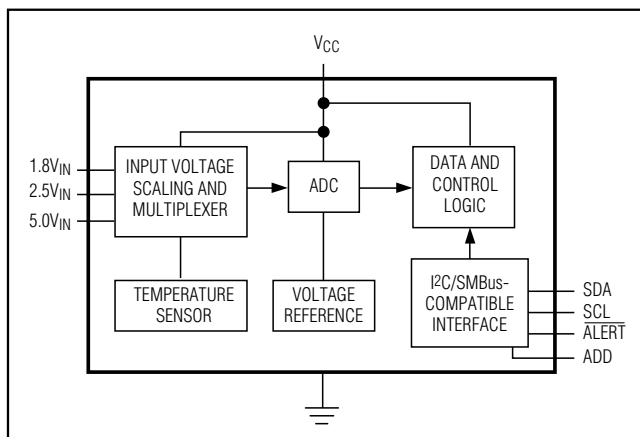 VCC
1.8VIN
2.5VIN
5.0VIN
INPUT VOLTAGE
SCALING AND
MULTIPLEXER
ADC
DATA AND
CONTROL
LOGIC
TEMPERATURE
SENSOR
VOLTAGE
REFERENCE
I2C/SMBus-
COMPATIBLE
INTERFACE
SDA
SCL
ALERT
ADD